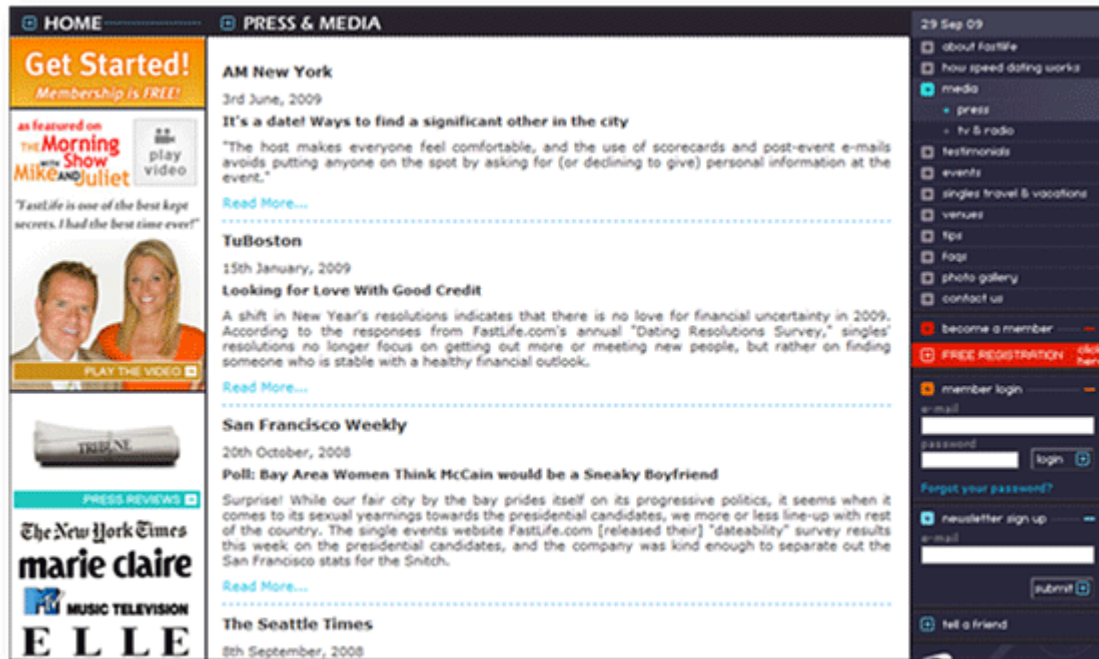 HOME
PRESS & MEDIA
Get Started!
Membership is FREE!
as featured on
THE Morning
Show
WITH
MIKE AND Juliet
play
video
"FastLife is one of the best kept
secrets. I had the best time ever!"
PLAY THE VIDEO
TRIBUNE
PRESS REVIEWS
The New York Times
marie claire
MTV MUSIC TELEVISION
ELLE
AM New York
3rd June, 2009
It's a date! Ways to find a significant other in the city
"The host makes everyone feel comfortable, and the use of scorecards and post-event e-mails
avoids putting anyone on the spot by asking for (or declining to give) personal information at the
event."
Read More...
TuBoston
15th January, 2009
Looking for Love With Good Credit
A shift in New Year's resolutions indicates that there is no love for financial uncertainty in 2009.
According to the responses from FastLife.com's annual "Dating Resolutions Survey," singles'
resolutions no longer focus on getting out more or meeting new people, but rather on finding
someone who is stable with a healthy financial outlook.
Read More...
San Francisco Weekly
20th October, 2008
Poll: Bay Area Women Think McCain would be a Sneaky Boyfriend
Surprise! While our fair city by the bay prides itself on its progressive politics, it seems when it
comes to its sexual yearnings towards the presidential candidates, we more or less line-up with rest
of the country. The single events website FastLife.com [released their] "dateability" survey results
this week on the presidential candidates, and the company was kind enough to separate out the
San Francisco stats for the Snitch.
Read More...
The Seattle Times
8th September, 2008
29 Sep 09
about fastlife
how speed dating works
media
press
tv & radio
testimonials
events
singles travel & vacations
venues
tips
faqs
photo gallery
contact us
become a member
FREE REGISTRATION click
here
member login
e-mail
password
login
Forgot your password?
newsletter sign up
e-mail
submit
tell a friend